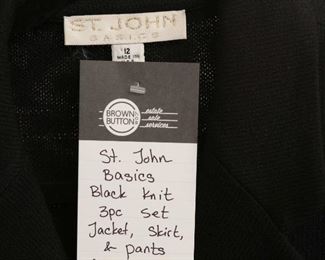 ST. JOHN
BASICS
12
MADE IN
BROWN
BUTTON
estate
sale
services
St. John
Basics
Black Knit
3pc Set
Jacket, Skirt,
& pants